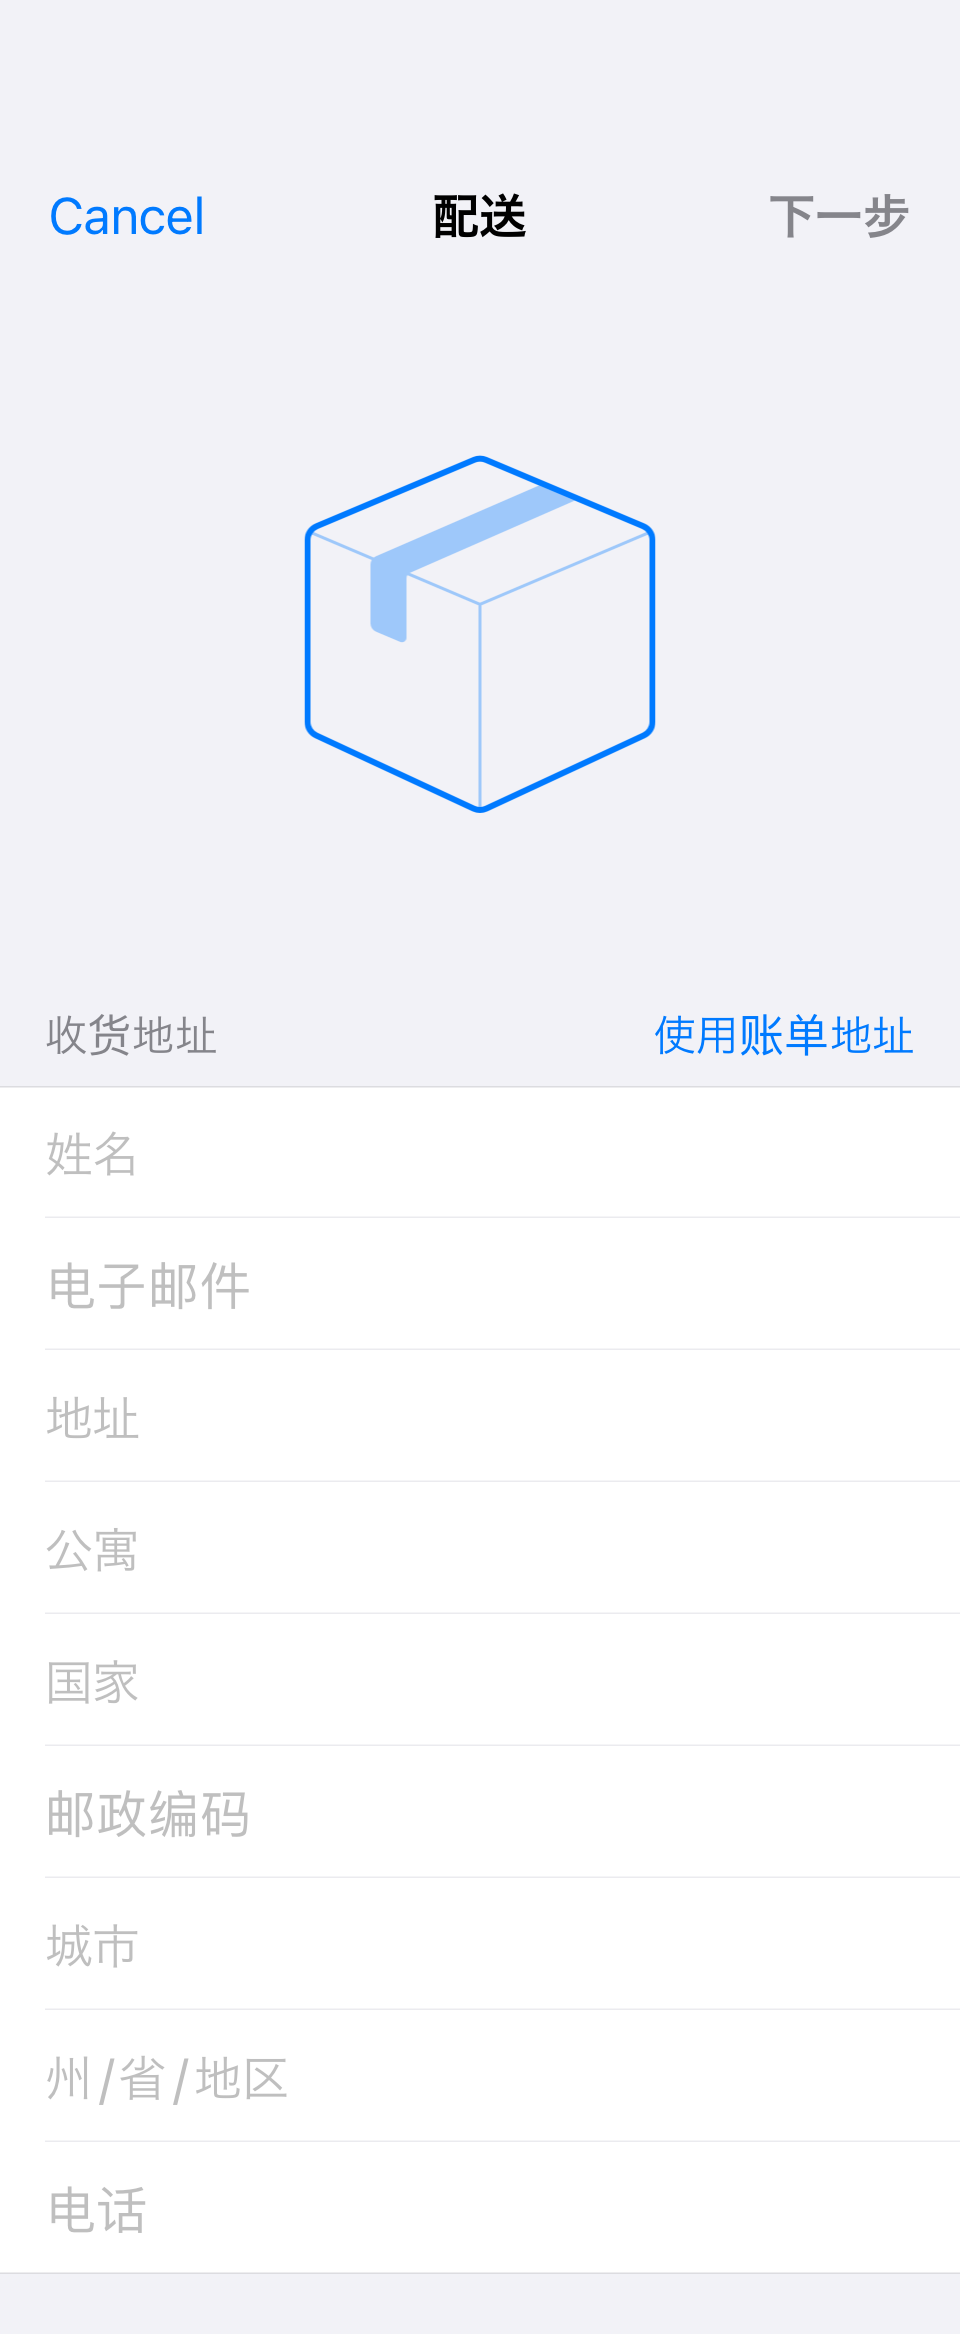 Cancel 配送 下一步
收货地址 使用账单地址
姓名
电子邮件
地址
公寓
国家
邮政编码
城市
州/省/地区
电话